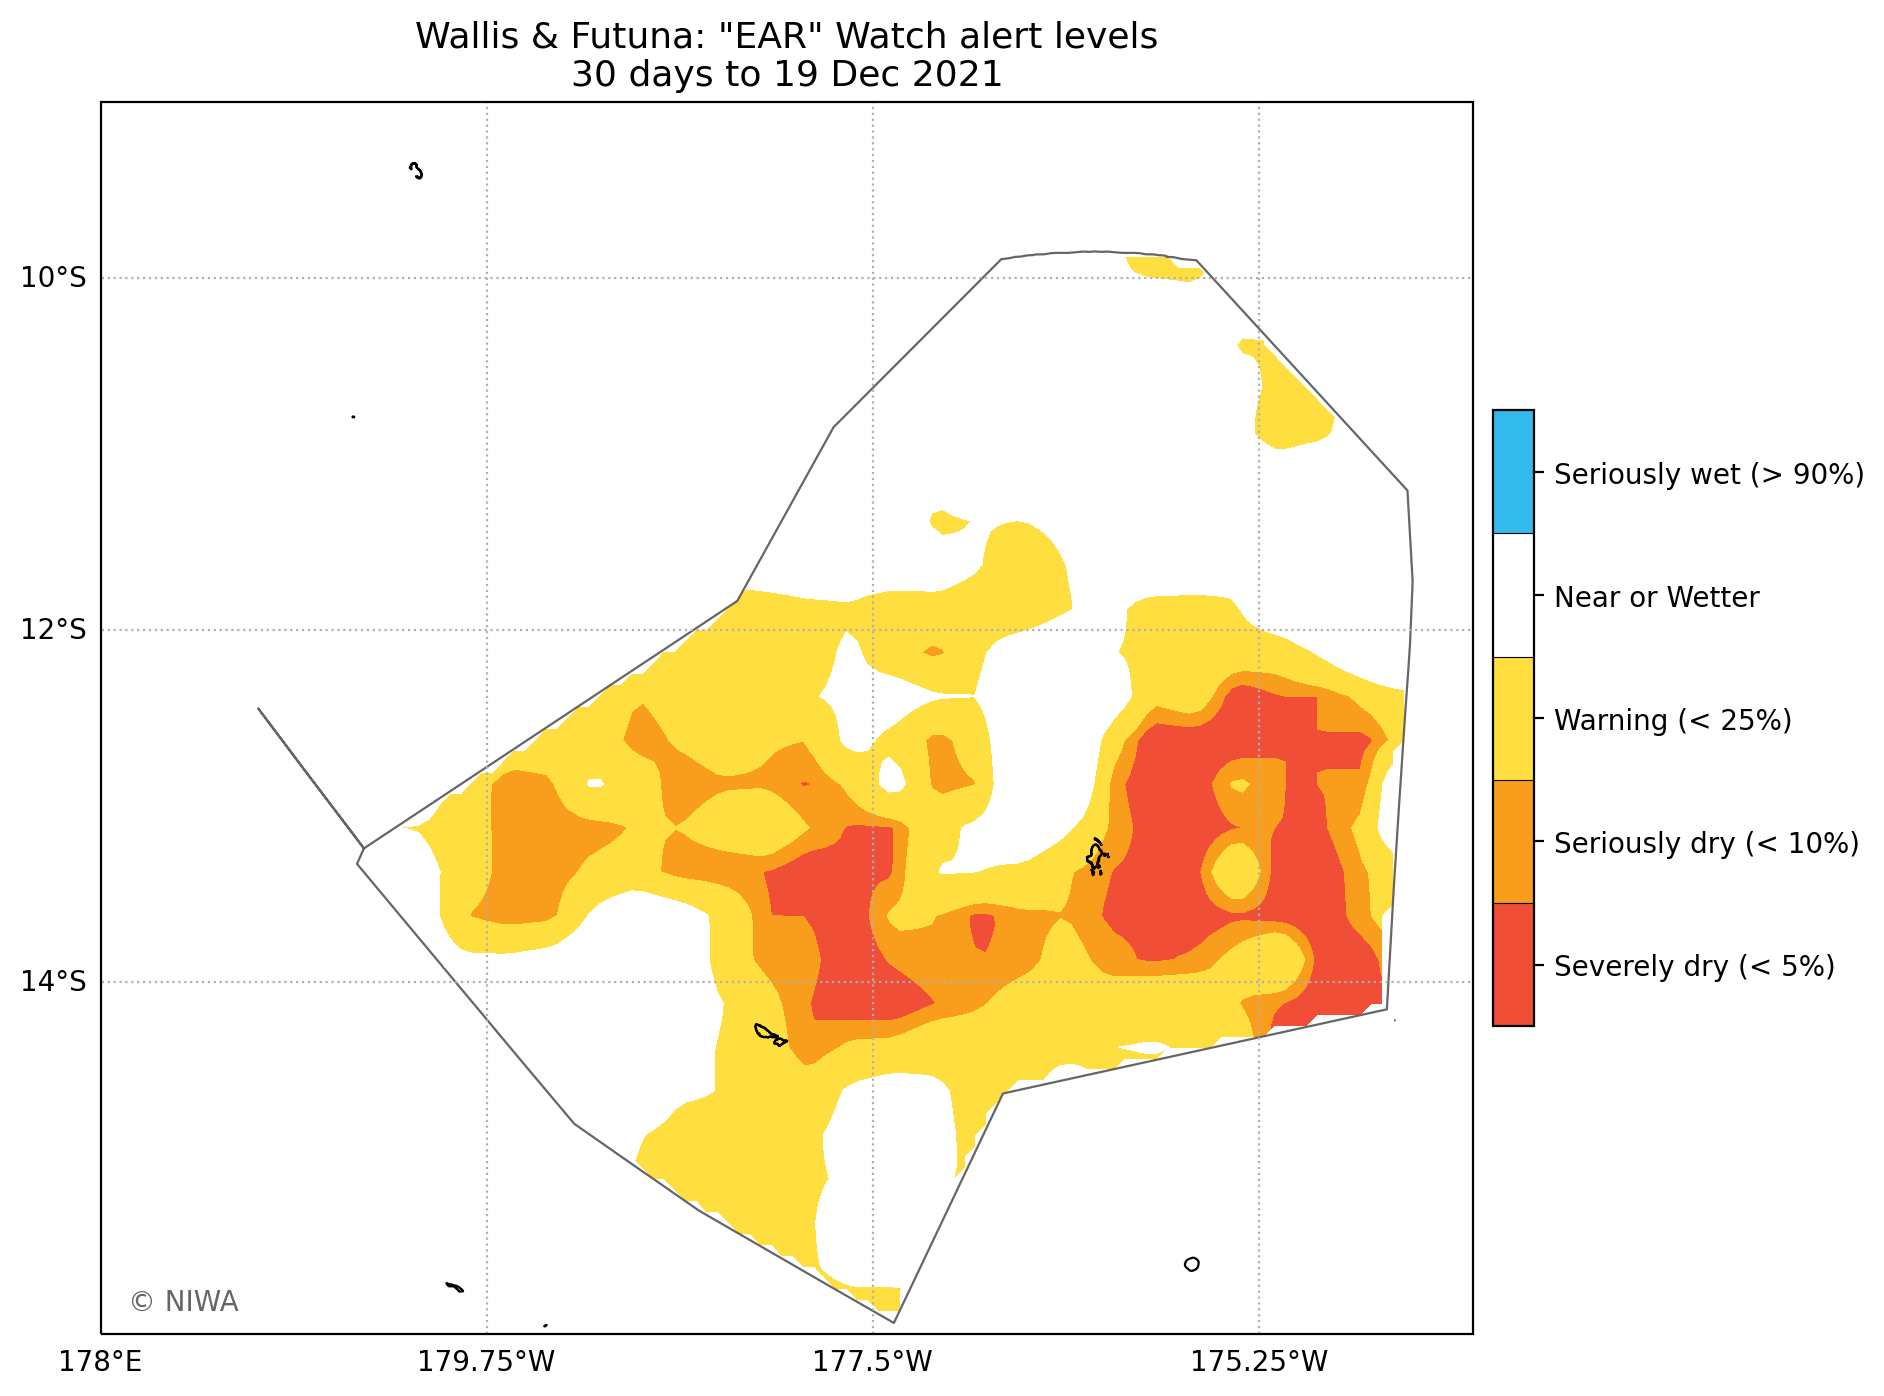 Wallis & Futuna: "EAR" Watch alert levels
30 days to 19 Dec 2021
10°S
12°S
14°S
178°E
179.75°W
177.5°W
175.25°W
Seriously wet (> 90%)
Near or Wetter
Warning (< 25%)
Seriously dry (< 10%)
Severely dry (< 5%)
© NIWA